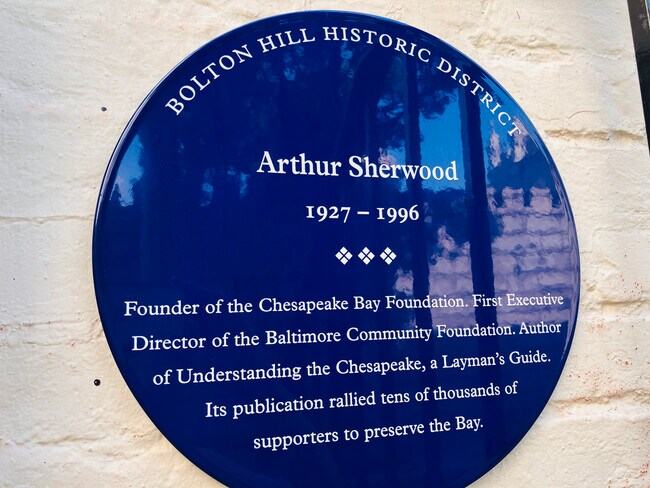 BOLTON HILL HISTORIC DISTRICT
Arthur Sherwood
1927 – 1996
❖❖❖
Founder of the Chesapeake Bay Foundation. First Executive
Director of the Baltimore Community Foundation. Author
of Understanding the Chesapeake, a Layman's Guide.
Its publication rallied tens of thousands of
supporters to preserve the Bay.